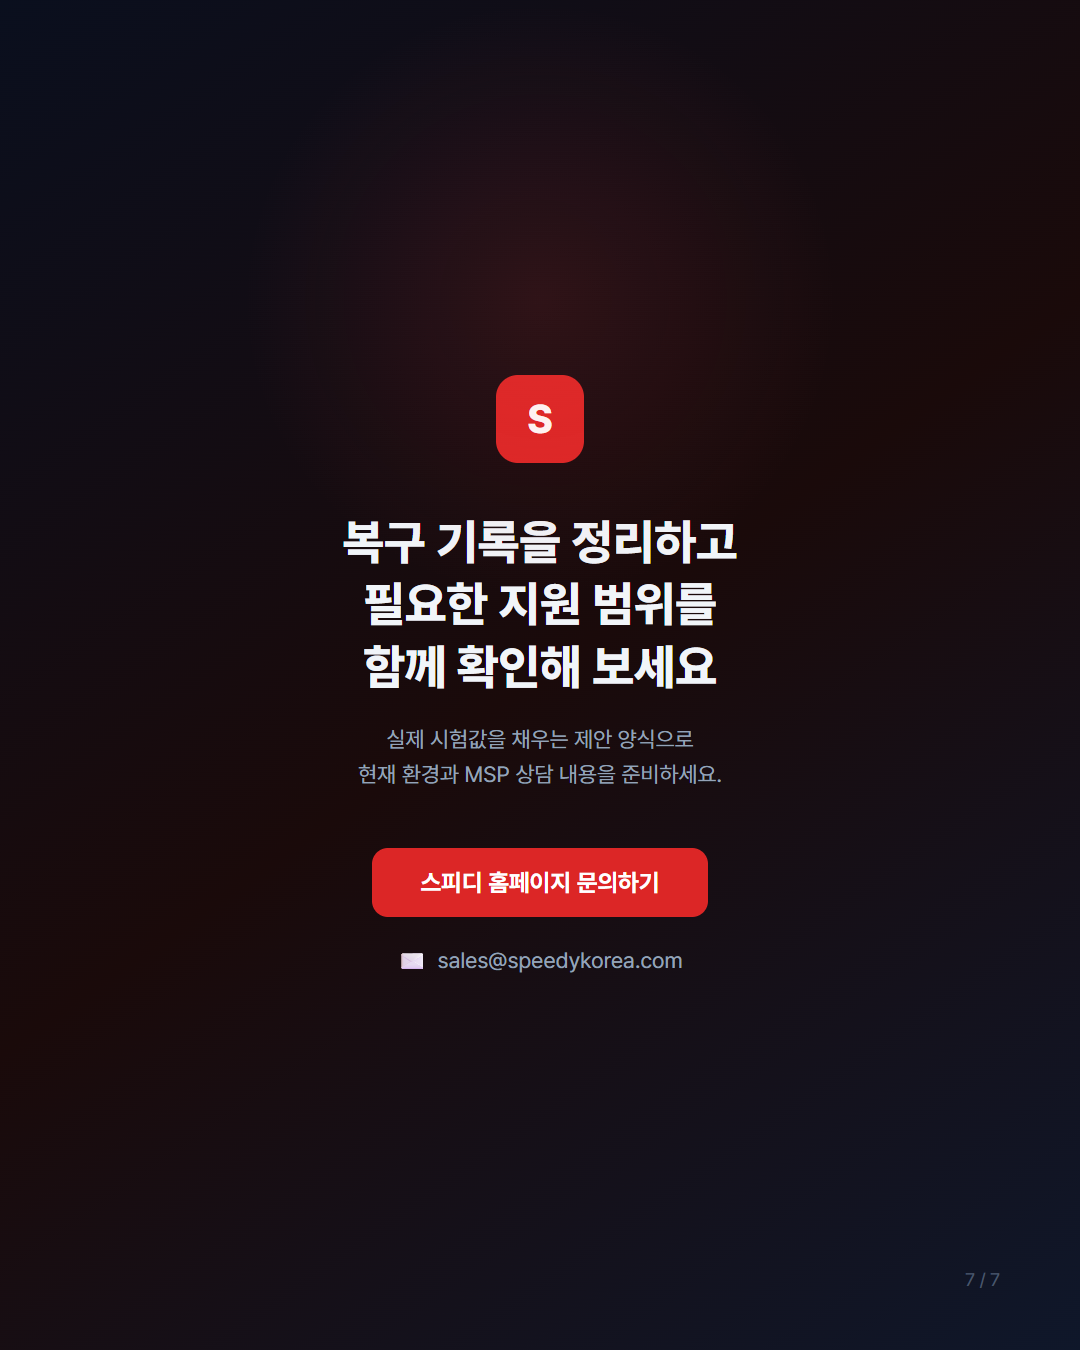 S
복구 기록을 정리하고
필요한 지원 범위를
함께 확인해 보세요
실제 시험값을 채우는 제안 양식으로
현재 환경과 MSP 상담 내용을 준비하세요.
스피디 홈페이지 문의하기
sales@speedykorea.com
7 / 7